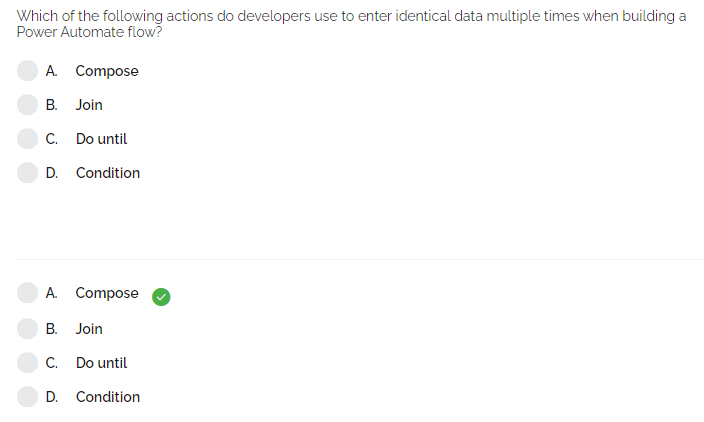 Which of the following actions do developers use to enter identical data multiple times when building a
Power Automate flow?
A. Compose
B. Join
C. Do until
D. Condition
A. Compose
B. Join
C. Do until
D. Condition